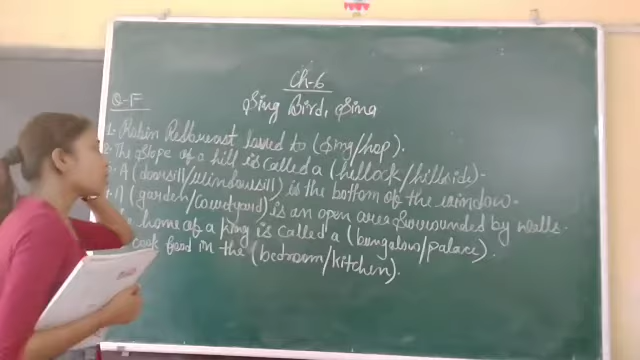 Ch-6
Sing Bird, Sing
Q-F
1- Robin Redbreast loved to (sing/hop).
2- The slope of a hill is called a (hillock/hillside).
A (doorsill/windowsill) is the bottom of the window.
A (garden/courtyard) is an open area surrounded by walls.
home of a king is called a (bungalow/palace).
cook food in the (bedroom/kitchen).